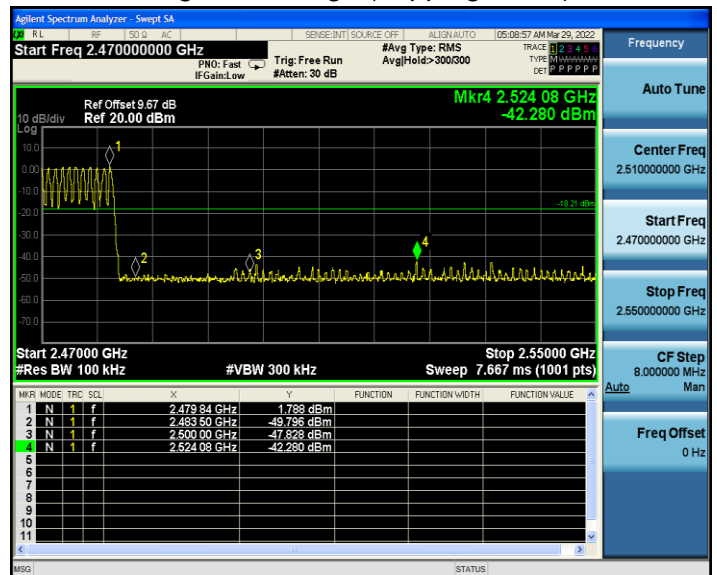 Agilent Spectrum Analyzer - Swept SA
LXI RL RF 50 Ω AC SENSE:INT SOURCE OFF ALIGN AUTO 05:08:57 AM Mar 29, 2022
Start Freq 2.470000000 GHz
#Avg Type: RMS
TRACE 1 2 3 4 5 6
PNO: Fast Trig: Free Run Avg|Hold:>300/300
TYPE M WWWWW
IFGain:Low #Atten: 30 dB
DET P P P P P P
Frequency
Auto Tune
Center Freq
2.510000000 GHz
Start Freq
2.470000000 GHz
Stop Freq
2.550000000 GHz
CF Step
8.000000 MHz
Auto Man
Freq Offset
0 Hz
Mkr4 2.524 08 GHz
-42.280 dBm
Ref Offset 9.67 dB
10 dB/div Ref 20.00 dBm
Log
10.0
0.00
-10.0
-20.0
-30.0
-40.0
-50.0
-60.0
-70.0
1
2
3
4
-18.21 dBm
Start 2.47000 GHz Stop 2.55000 GHz
#Res BW 100 kHz #VBW 300 kHz Sweep 7.667 ms (1001 pts)
MKR MODE TRC SCL X Y FUNCTION FUNCTION WIDTH FUNCTION VALUE
1 N 1 f 2.479 84 GHz 1.788 dBm
2 N 1 f 2.483 50 GHz -49.796 dBm
3 N 1 f 2.500 00 GHz -47.828 dBm
4 N 1 f 2.524 08 GHz -42.280 dBm
5
6
7
8
9
10
11
MSG STATUS